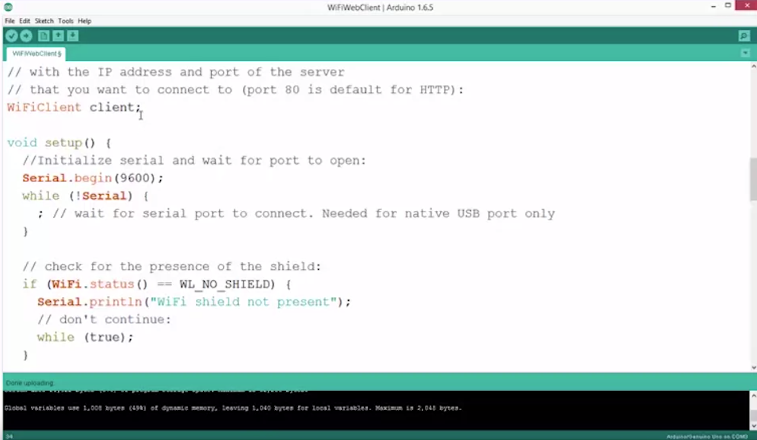 WiFiWebClient | Arduino 1.6.5
File Edit Sketch Tools Help
WiFiWebClient §
// with the IP address and port of the server
// that you want to connect to (port 80 is default for HTTP):
WiFiClient client;
void setup() {
//Initialize serial and wait for port to open:
Serial.begin(9600);
while (!Serial) {
; // wait for serial port to connect. Needed for native USB port only
}
// check for the presence of the shield:
if (WiFi.status() == WL_NO_SHIELD) {
Serial.println("WiFi shield not present");
// don't continue:
while (true);
}
Done uploading.
Global variables use 1,008 bytes (49%) of dynamic memory, leaving 1,040 bytes for local variables. Maximum is 2,048 bytes.
34
Arduino/Genuino Uno on COM3